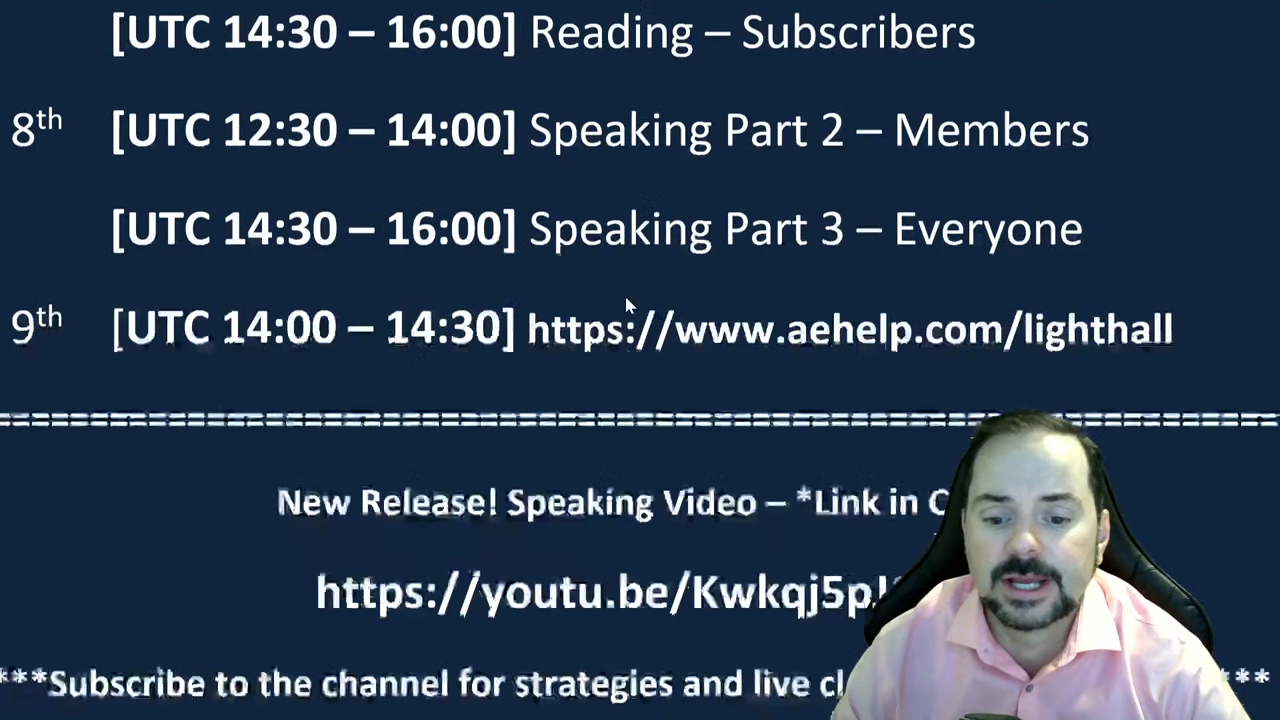 [UTC 14:30 – 16:00] Reading – Subscribers
8th [UTC 12:30 – 14:00] Speaking Part 2 – Members
[UTC 14:30 – 16:00] Speaking Part 3 – Everyone
9th [UTC 14:00 – 14:30] https://www.aehelp.com/lighthall
================================
New Release! Speaking Video – *Link in
https://youtu.be/Kwkqj5p
***Subscribe to the channel for strategies and live ***